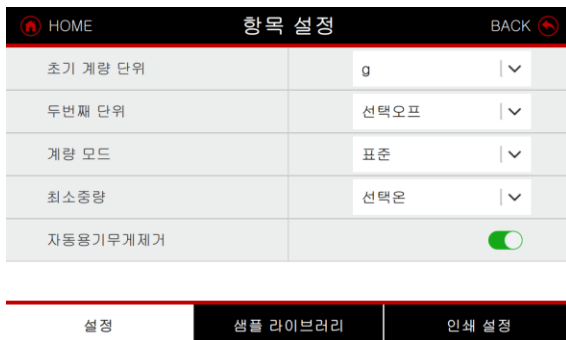 HOME 항목 설정 BACK
초기 계량 단위 g
두번째 단위 선택오프
계량 모드 표준
최소중량 선택온
자동용기무게제거
설정 샘플 라이브러리 인쇄 설정